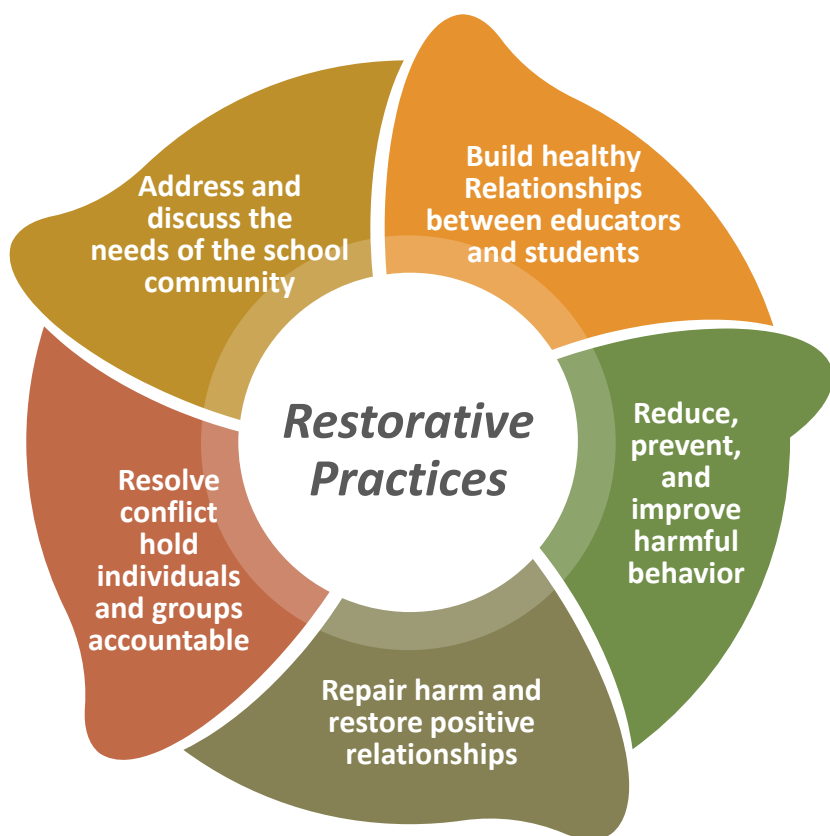 Restorative
Practices
Build healthy
Relationships
between educators
and students
Reduce,
prevent,
and
improve
harmful
behavior
Repair harm and
restore positive
relationships
Resolve
conflict
hold
individuals
and groups
accountable
Address and
discuss the
needs of the school
community